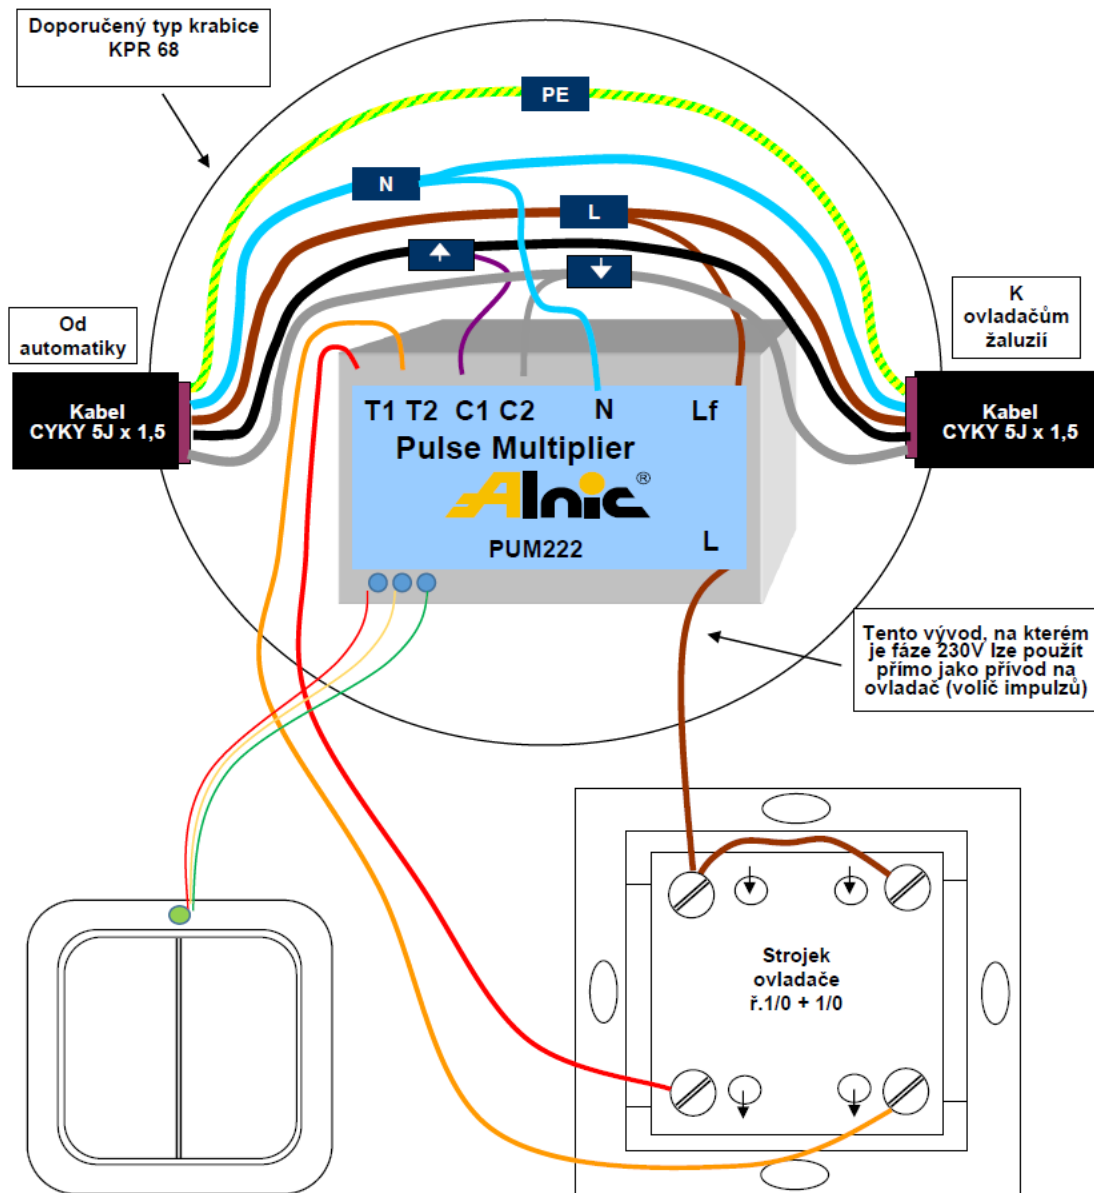 Doporučený typ krabice
KPR 68
PE
N
L
Od
automatiky
K
ovladačům
žaluzií
Kabel
CYKY 5J x 1,5
Kabel
CYKY 5J x 1,5
T1 T2 C1 C2 N Lf
Pulse Multiplier
Alnic®
PUM222
L
Tento vývod, na kterém
je fáze 230V lze použít
přímo jako přívod na
ovladač (volič impulzů)
Strojek
ovladače
ř.1/0 + 1/0